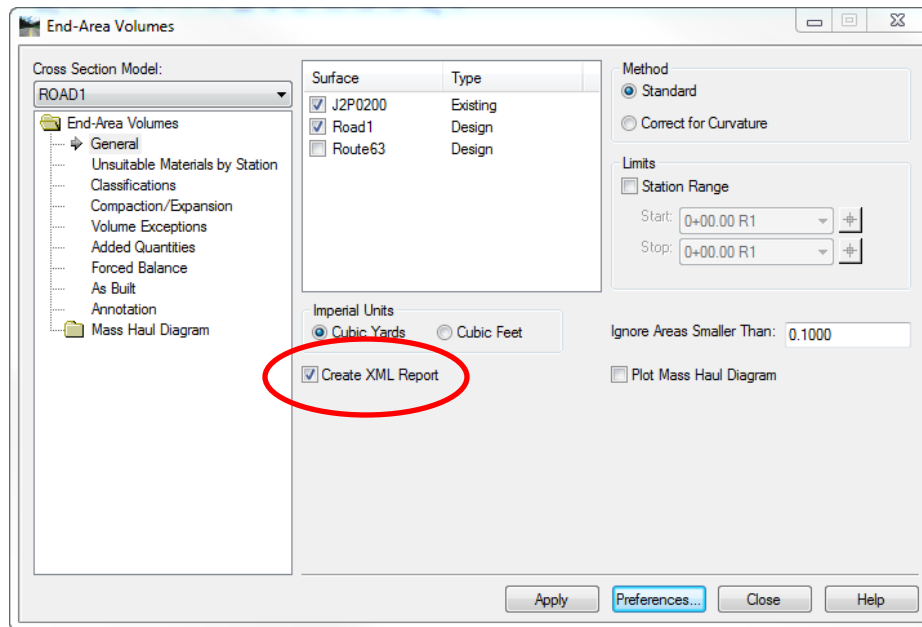 End-Area Volumes
Cross Section Model:
ROAD1
End-Area Volumes
General
Unsuitable Materials by Station
Classifications
Compaction/Expansion
Volume Exceptions
Added Quantities
Forced Balance
As Built
Annotation
Mass Haul Diagram
Surface Type
J2P0200 Existing
Road1 Design
Route63 Design
Method
Standard
Correct for Curvature
Limits
Station Range
Start: 0+00.00 R1
Stop: 0+00.00 R1
Imperial Units
Cubic Yards Cubic Feet
Ignore Areas Smaller Than: 0.1000
Create XML Report
Plot Mass Haul Diagram
Apply Preferences... Close Help